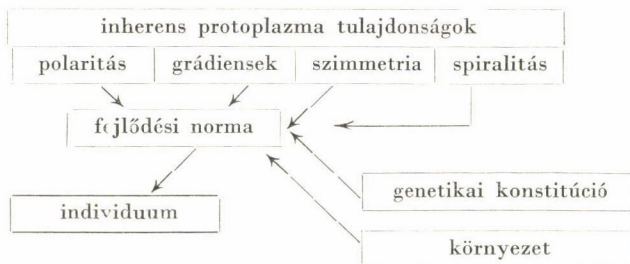 inherens protoplazma tulajdonságok
polaritás grádiensek szimmetria spiralitás
fejlődési norma
genetikai konstitúció
individuum
környezet